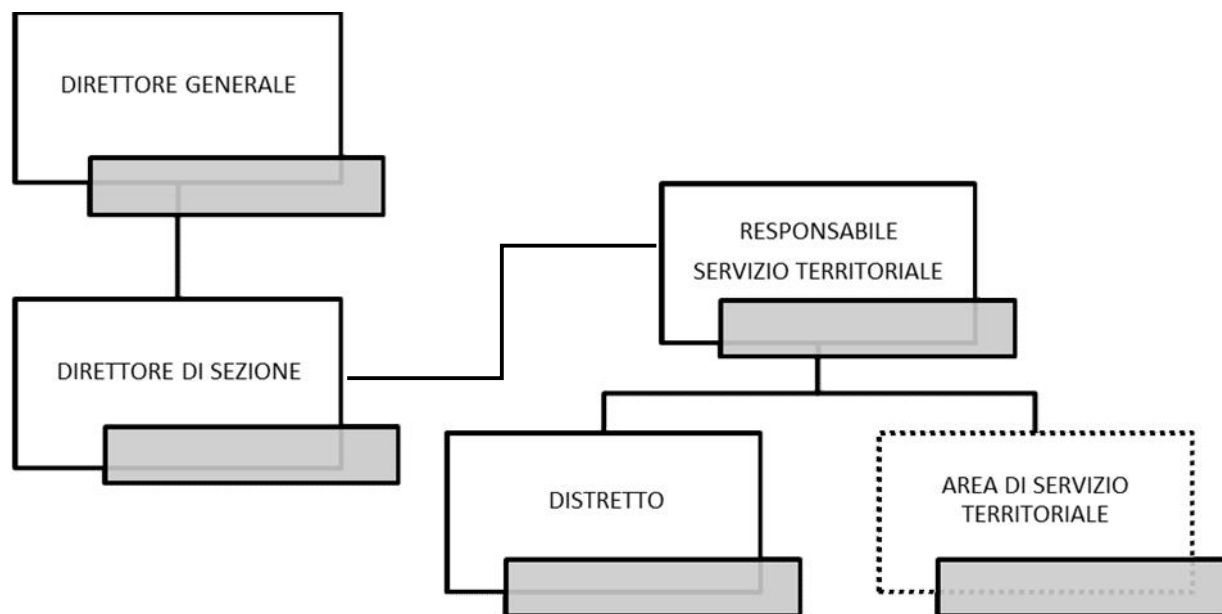 DIRETTORE GENERALE
RESPONSABILE
SERVIZIO TERRITORIALE
DIRETTORE DI SEZIONE
DISTRETTO
AREA DI SERVIZIO
TERRITORIALE